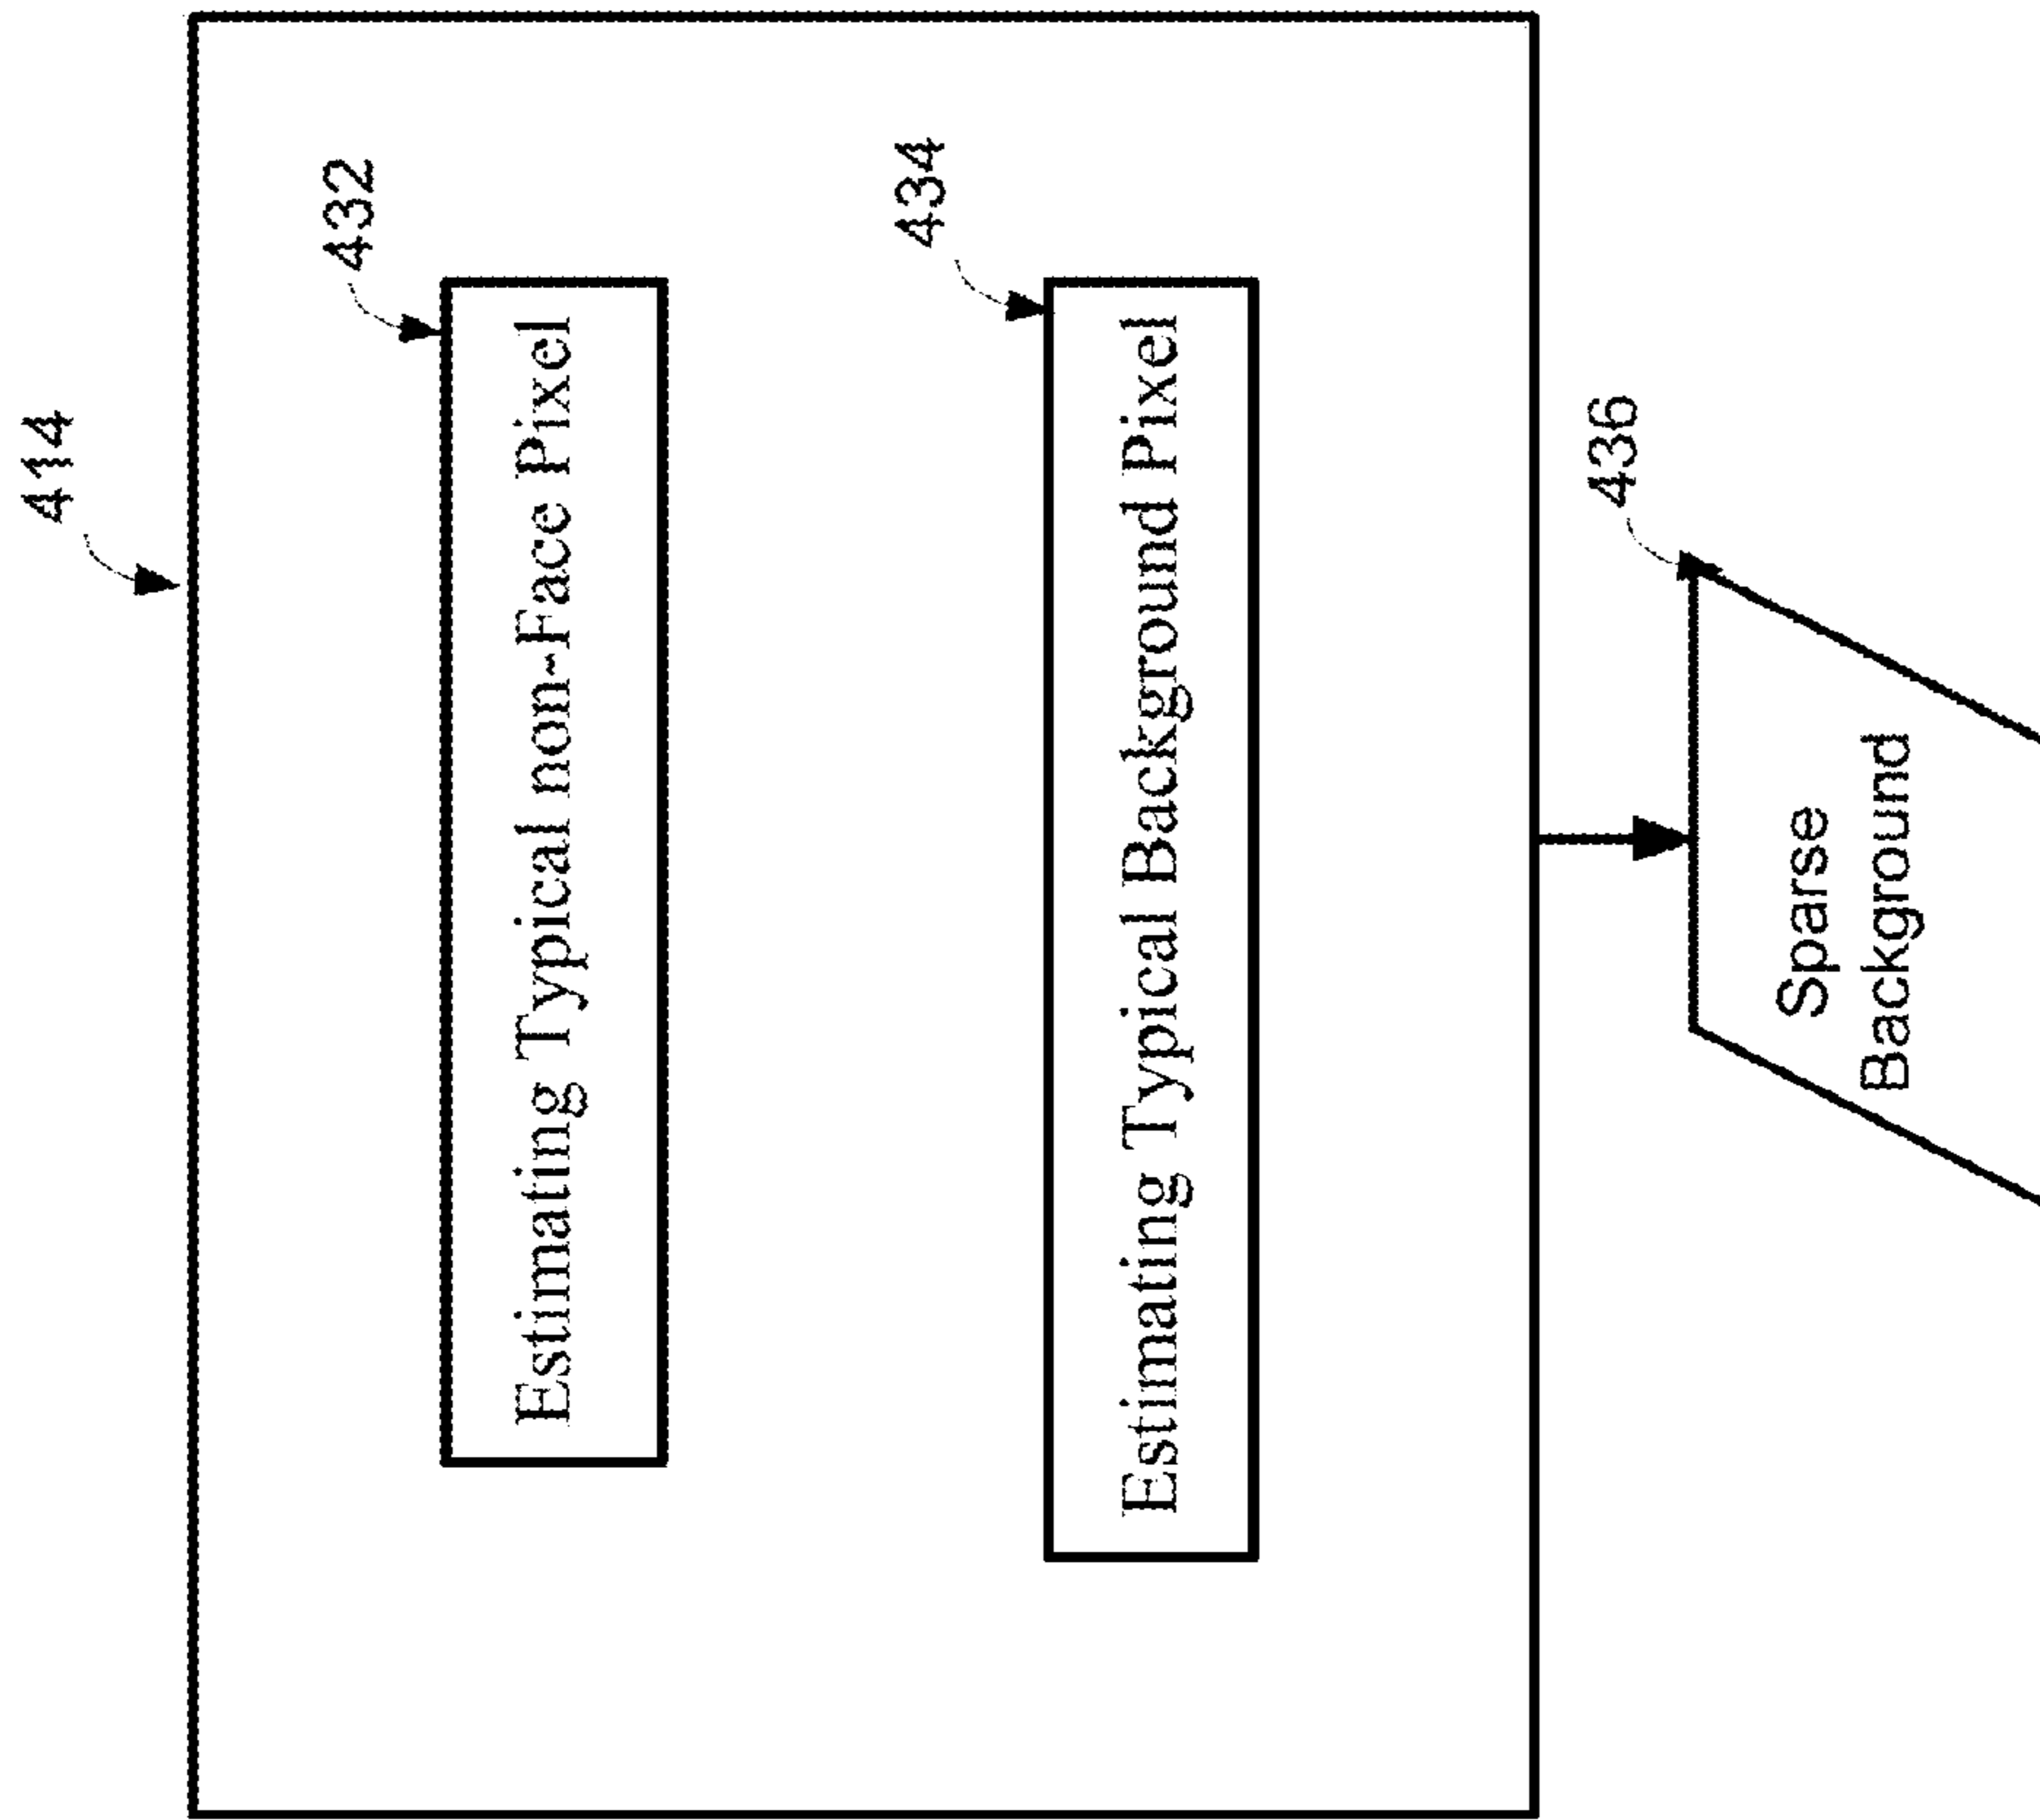 414
432
Estimating Typical non-Face Pixel
434
Estimating Typical Background Pixel
436
Sparse
Background